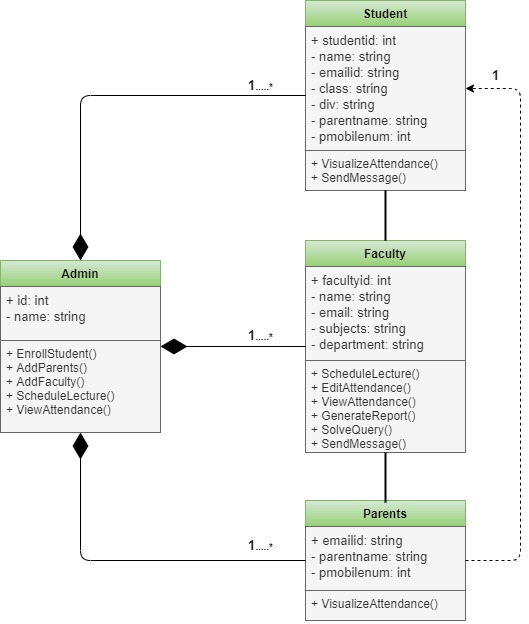 Student
+ studentid: int
- name: string
- emailid: string
- class: string
- div: string
- parentname: string
- pmobilenum: int
+ VisualizeAttendance()
+ SendMessage()
1
1.....*
Faculty
+ facultyid: int
- name: string
- email: string
- subjects: string
- department: string
+ ScheduleLecture()
+ EditAttendance()
+ ViewAttendance()
+ GenerateReport()
+ SolveQuery()
+ SendMessage()
Admin
+ id: int
- name: string
+ EnrollStudent()
+ AddParents()
+ AddFaculty()
+ ScheduleLecture()
+ ViewAttendance()
1.....*
Parents
+ emailid: string
- parentname: string
- pmobilenum: int
+ VisualizeAttendance()
1.....*